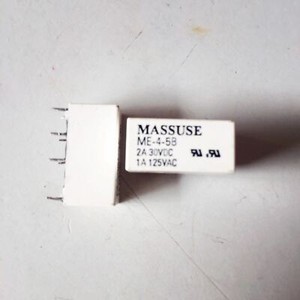 MASSUSE
ME-4-5B
2A 30VDC
1A 125VAC